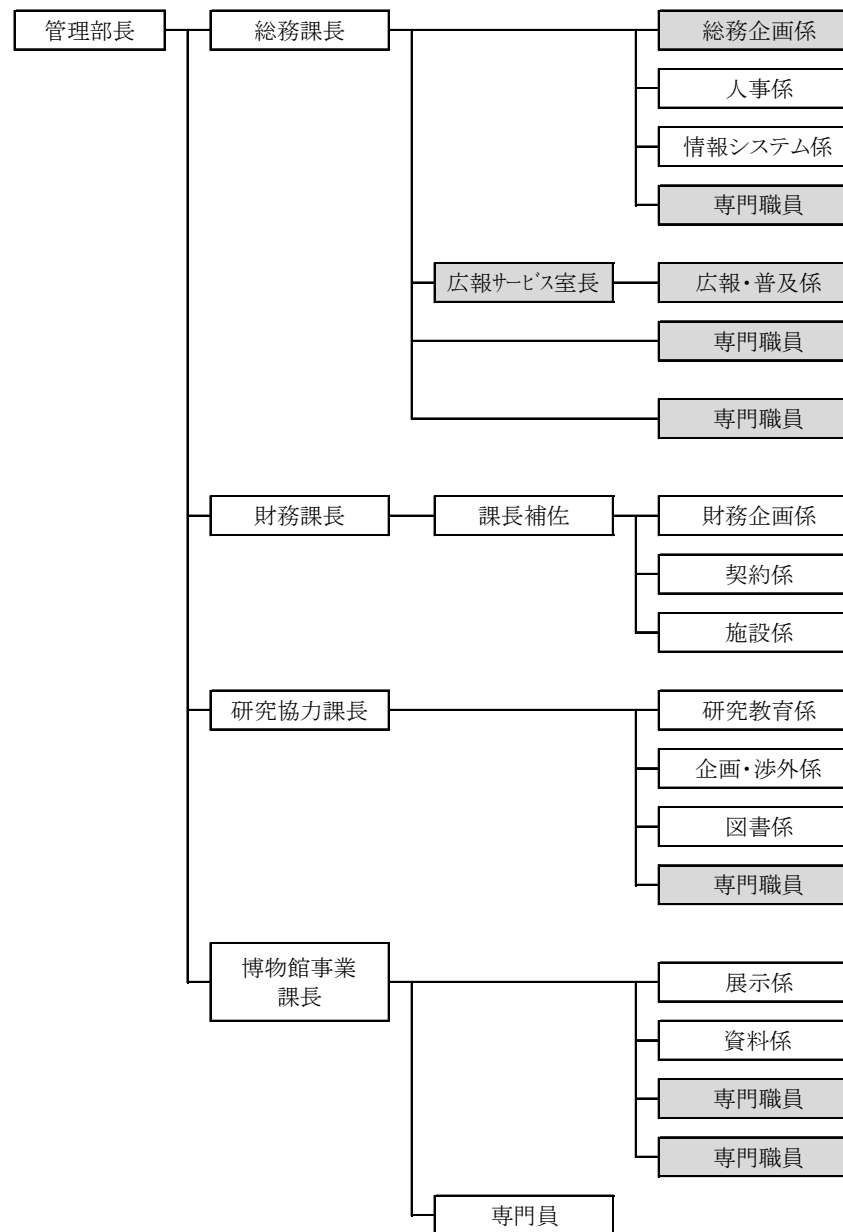 管理部長
総務課長
総務企画係
人事係
情報システム係
専門職員
広報ｻｰﾋﾞｽ室長
広報・普及係
専門職員
専門職員
財務課長
課長補佐
財務企画係
契約係
施設係
研究協力課長
研究教育係
企画・渉外係
図書係
専門職員
博物館事業
課長
展示係
資料係
専門職員
専門職員
専門員